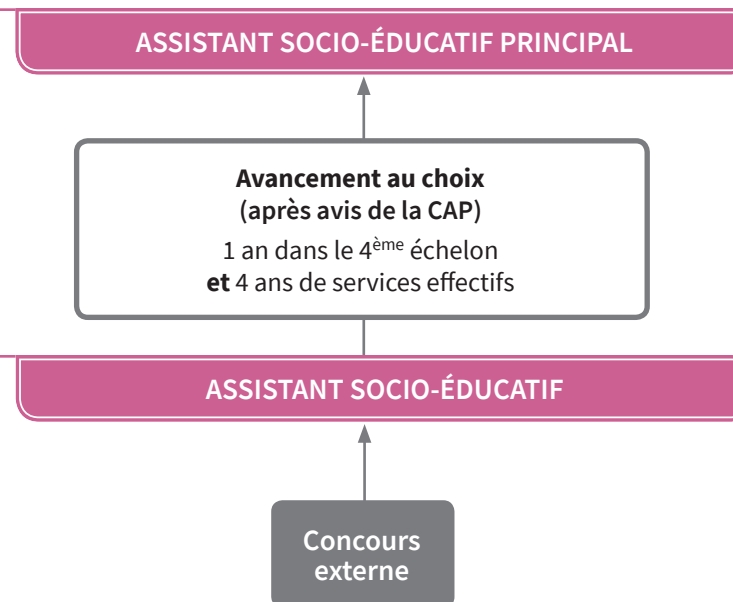 ASSISTANT SOCIO-ÉDUCATIF PRINCIPAL
Avancement au choix
(après avis de la CAP)
1 an dans le 4ème échelon
et 4 ans de services effectifs
ASSISTANT SOCIO-ÉDUCATIF
Concours
externe